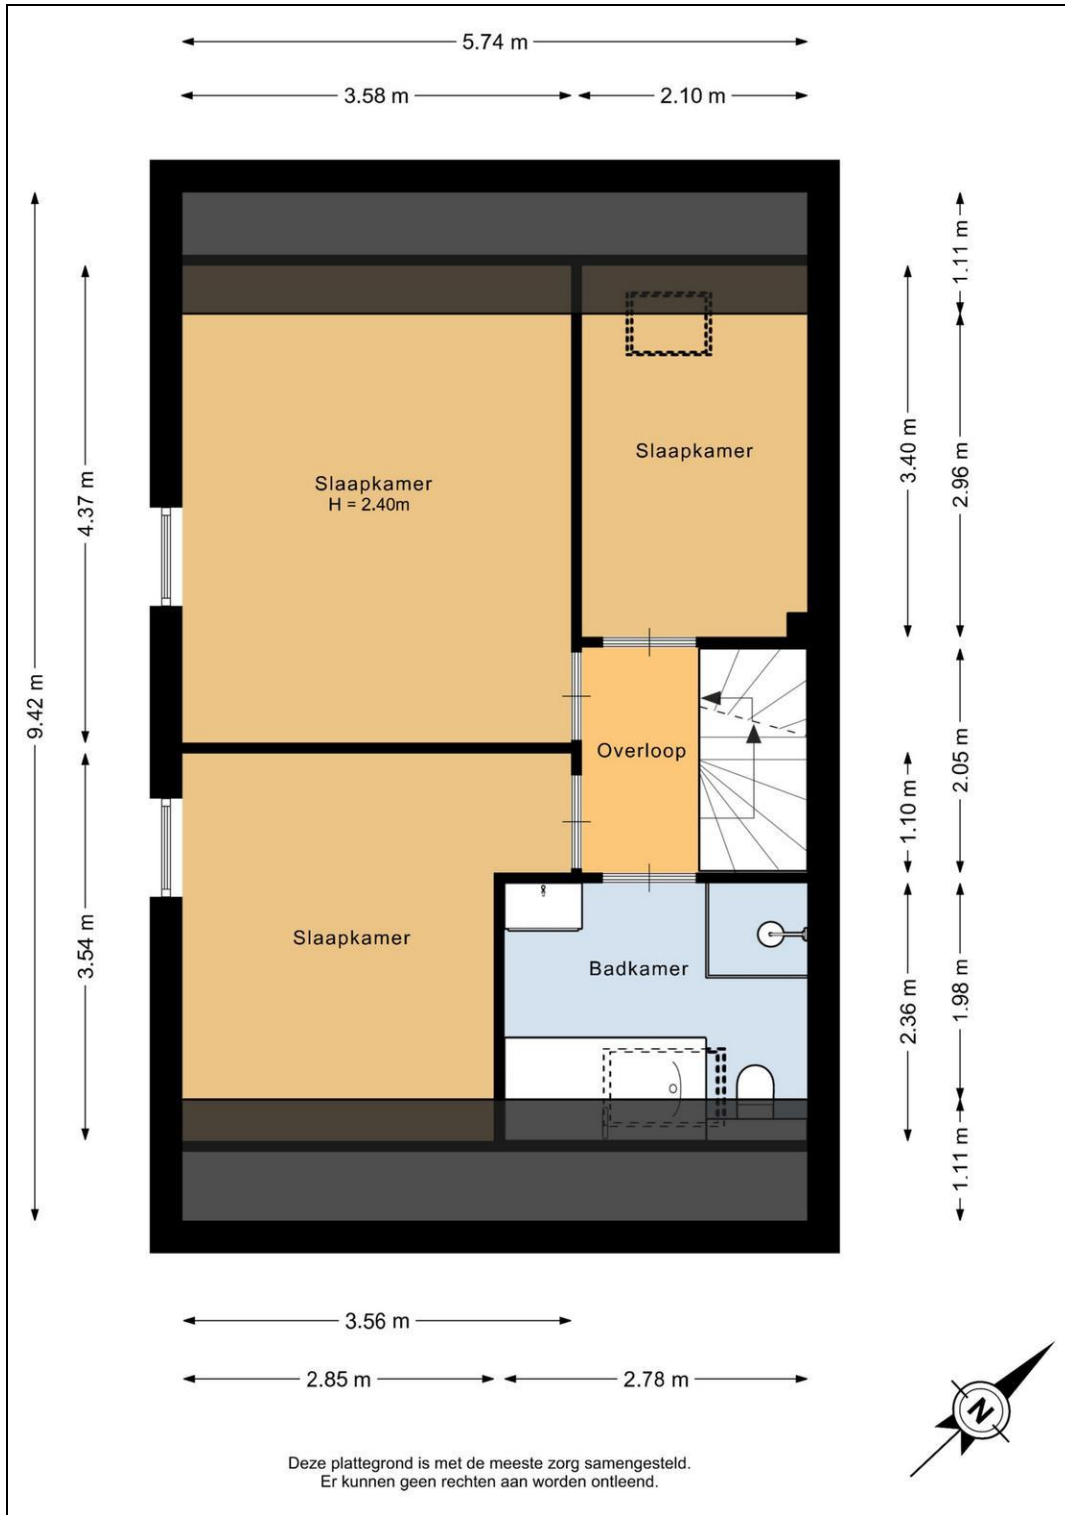 5.74 m
3.58 m
2.10 m
1.11 m
4.37 m
3.40 m
2.96 m
Slaapkamer
H = 2.40m
Slaapkamer
9.42 m
Overloop
2.05 m
1.10 m
3.54 m
Slaapkamer
Badkamer
2.36 m
1.98 m
1.11 m
3.56 m
2.85 m
2.78 m
N
Deze plattegrond is met de meeste zorg samengesteld.
Er kunnen geen rechten aan worden ontleend.